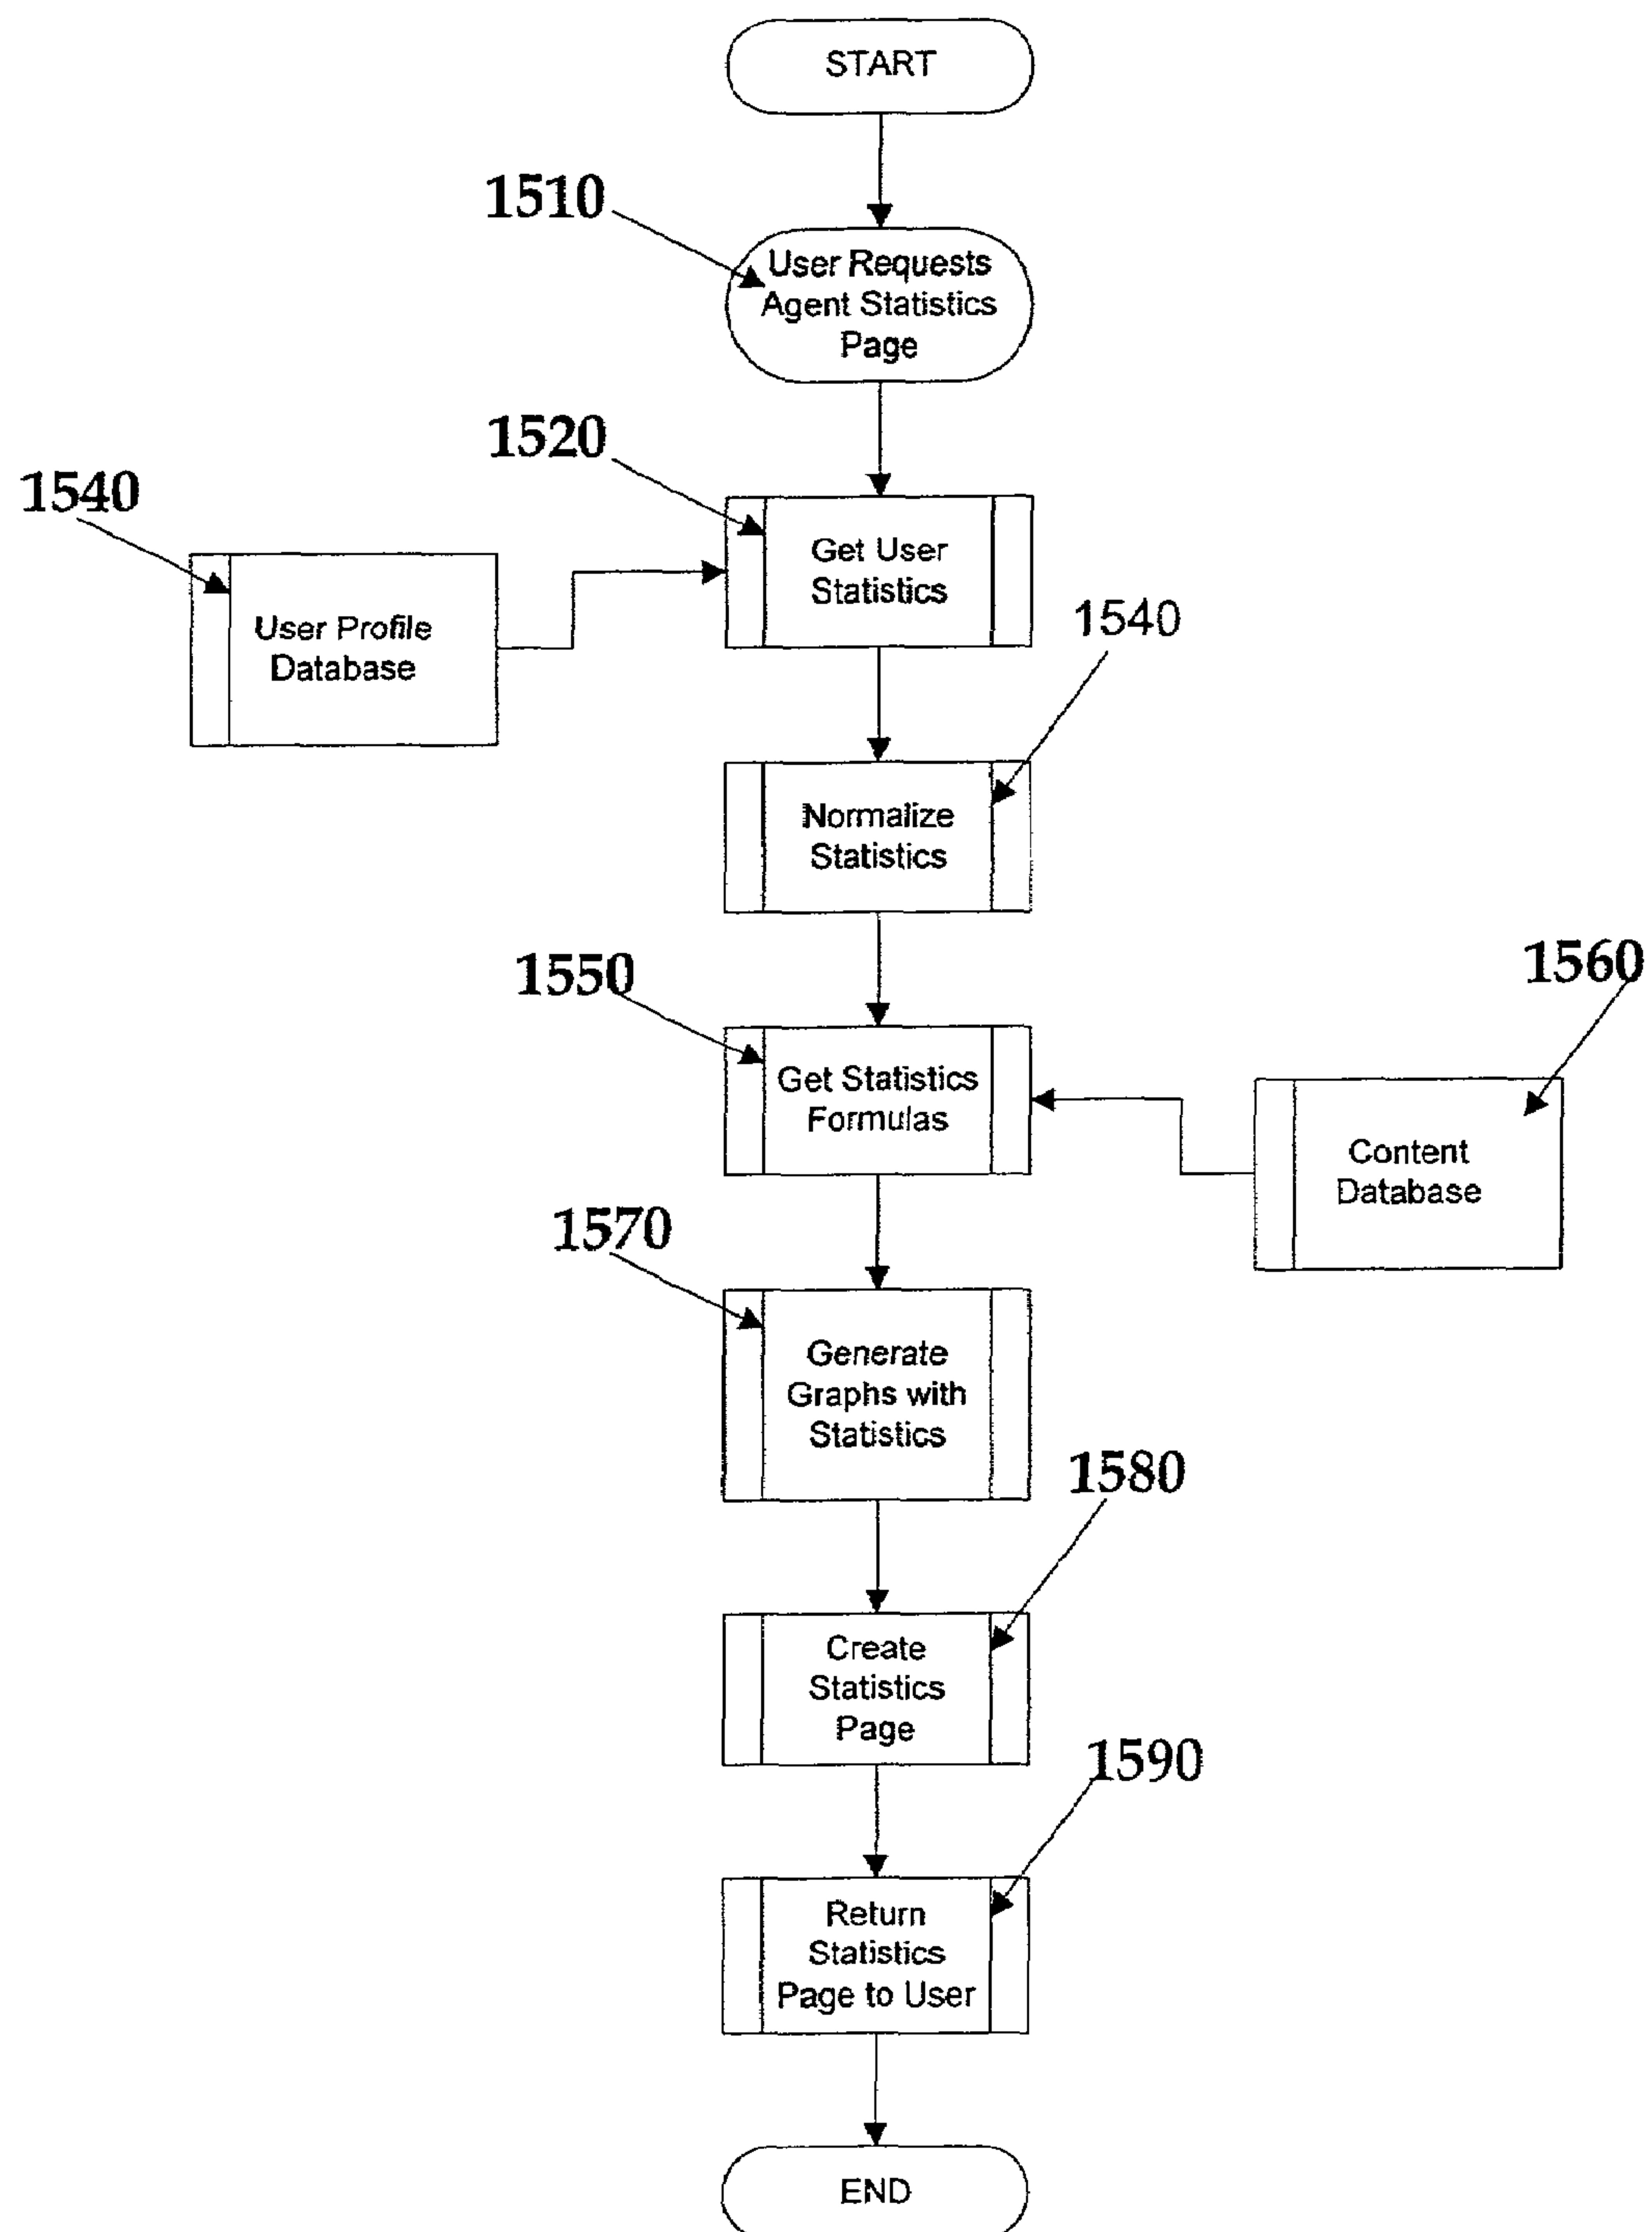 START
1510
User Requests
Agent Statistics
Page
1520
1540
Get User
Statistics
User Profile
Database
1540
Normalize
Statistics
1550
1560
Get Statistics
Formulas
Content
Database
1570
Generate
Graphs with
Statistics
1580
Create
Statistics
Page
1590
Return
Statistics
Page to User
END